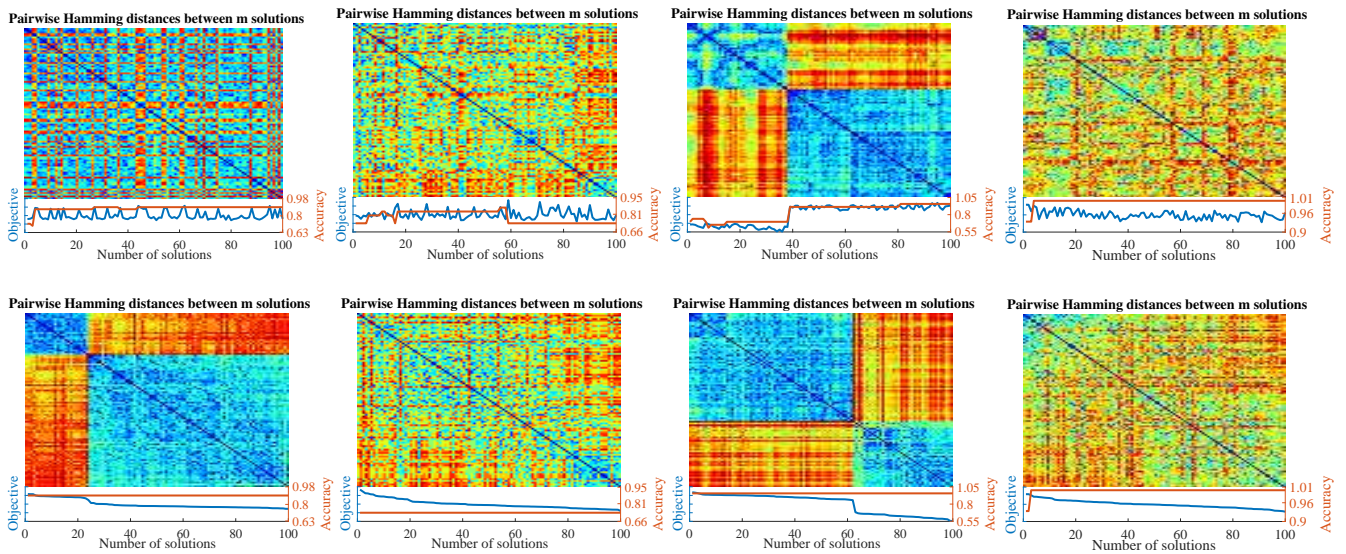 Pairwise Hamming distances between m solutions
Objective
0.98
0.8
0.63
Accuracy
0 20 40 60 80 100
Number of solutions
Pairwise Hamming distances between m solutions
Objective
0.95
0.81
0.66
Accuracy
0 20 40 60 80 100
Number of solutions
Pairwise Hamming distances between m solutions
Objective
1.05
0.8
0.55
Accuracy
0 20 40 60 80 100
Number of solutions
Pairwise Hamming distances between m solutions
Objective
1.01
0.96
0.9
Accuracy
0 20 40 60 80 100
Number of solutions
Pairwise Hamming distances between m solutions
Objective
0.98
0.8
0.63
Accuracy
0 20 40 60 80 100
Number of solutions
Pairwise Hamming distances between m solutions
Objective
0.95
0.81
0.66
Accuracy
0 20 40 60 80 100
Number of solutions
Pairwise Hamming distances between m solutions
Objective
1.05
0.8
0.55
Accuracy
0 20 40 60 80 100
Number of solutions
Pairwise Hamming distances between m solutions
Objective
1.01
0.96
0.9
Accuracy
0 20 40 60 80 100
Number of solutions